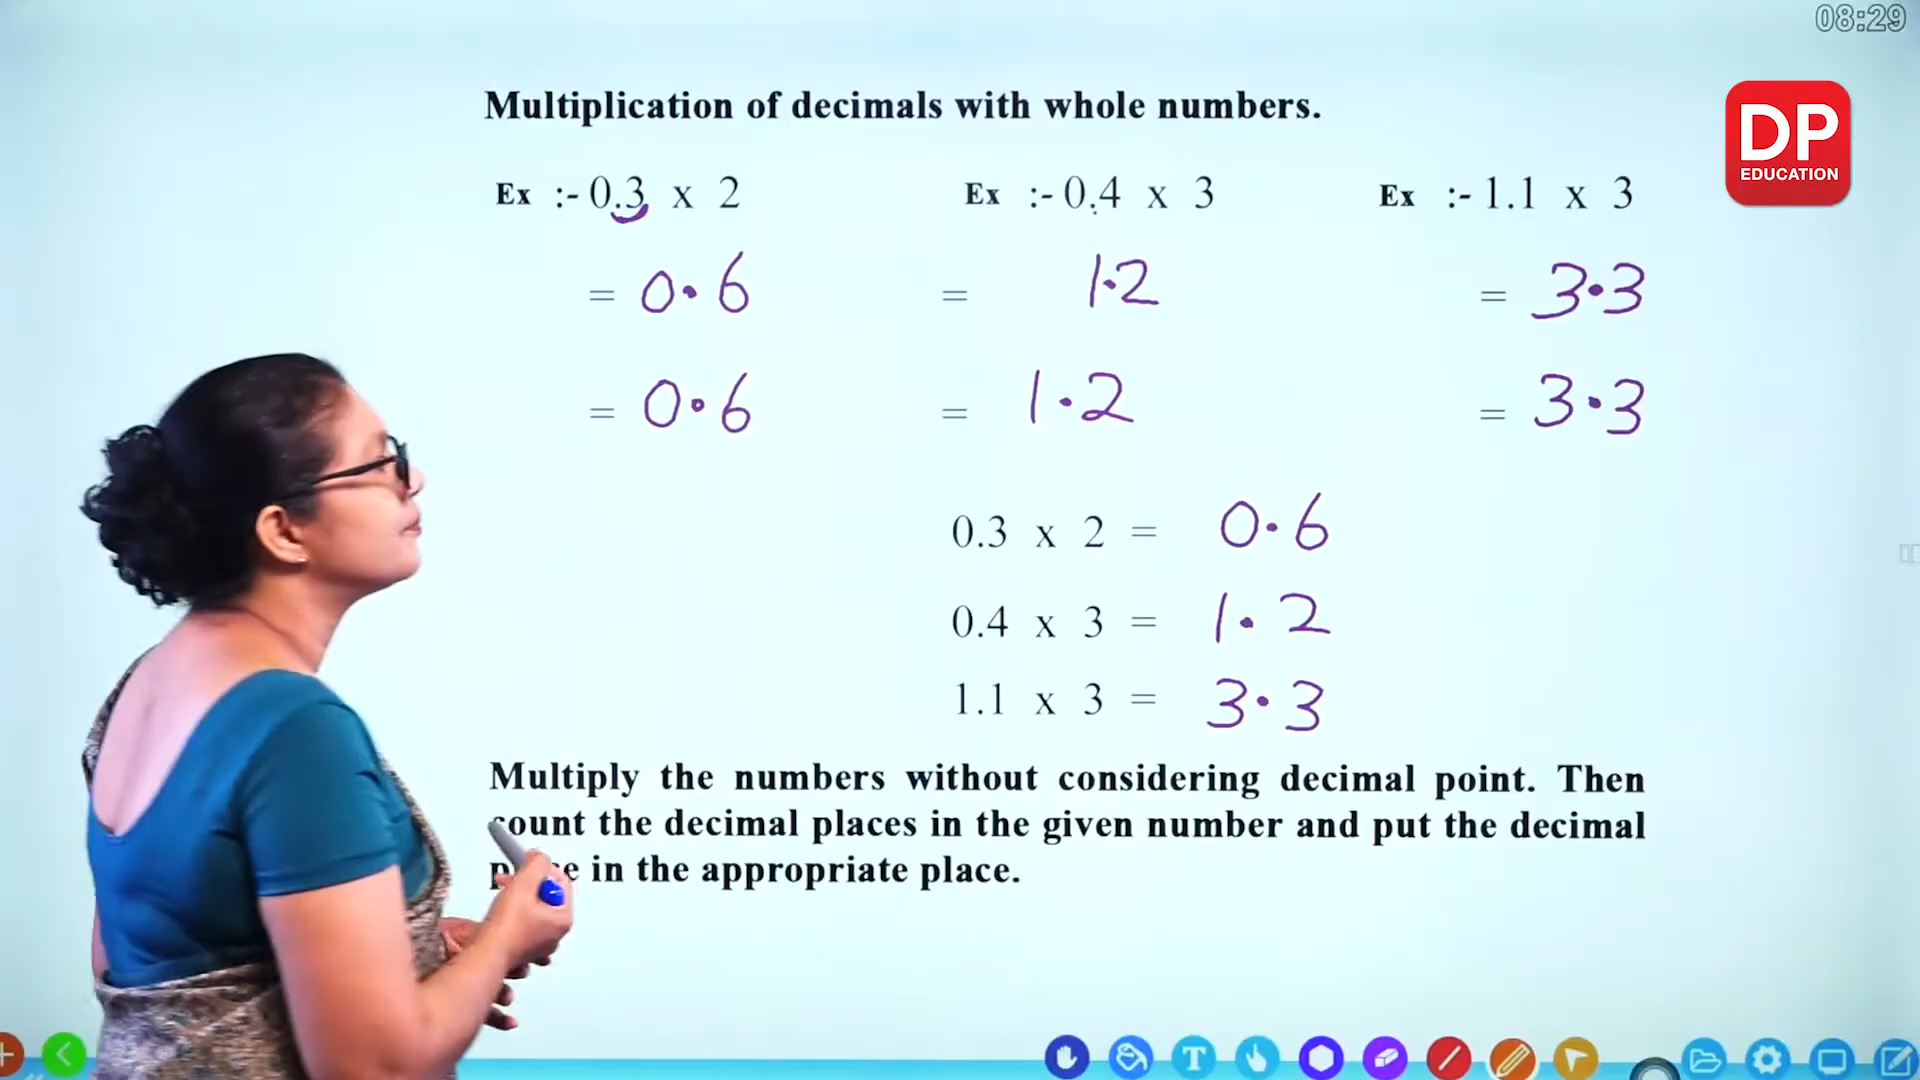 08:29
Multiplication of decimals with whole numbers.
DP
EDUCATION
Ex :- 0.3 x 2 Ex :- 0.4 x 3 Ex :- 1.1 x 3
= 0.6 = 1.2 = 3.3
= 0.6 = 1.2 = 3.3
0.3 x 2 = 0.6
0.4 x 3 = 1.2
1.1 x 3 = 3.3
Multiply the numbers without considering decimal point. Then
count the decimal places in the given number and put the decimal
place in the appropriate place.
T